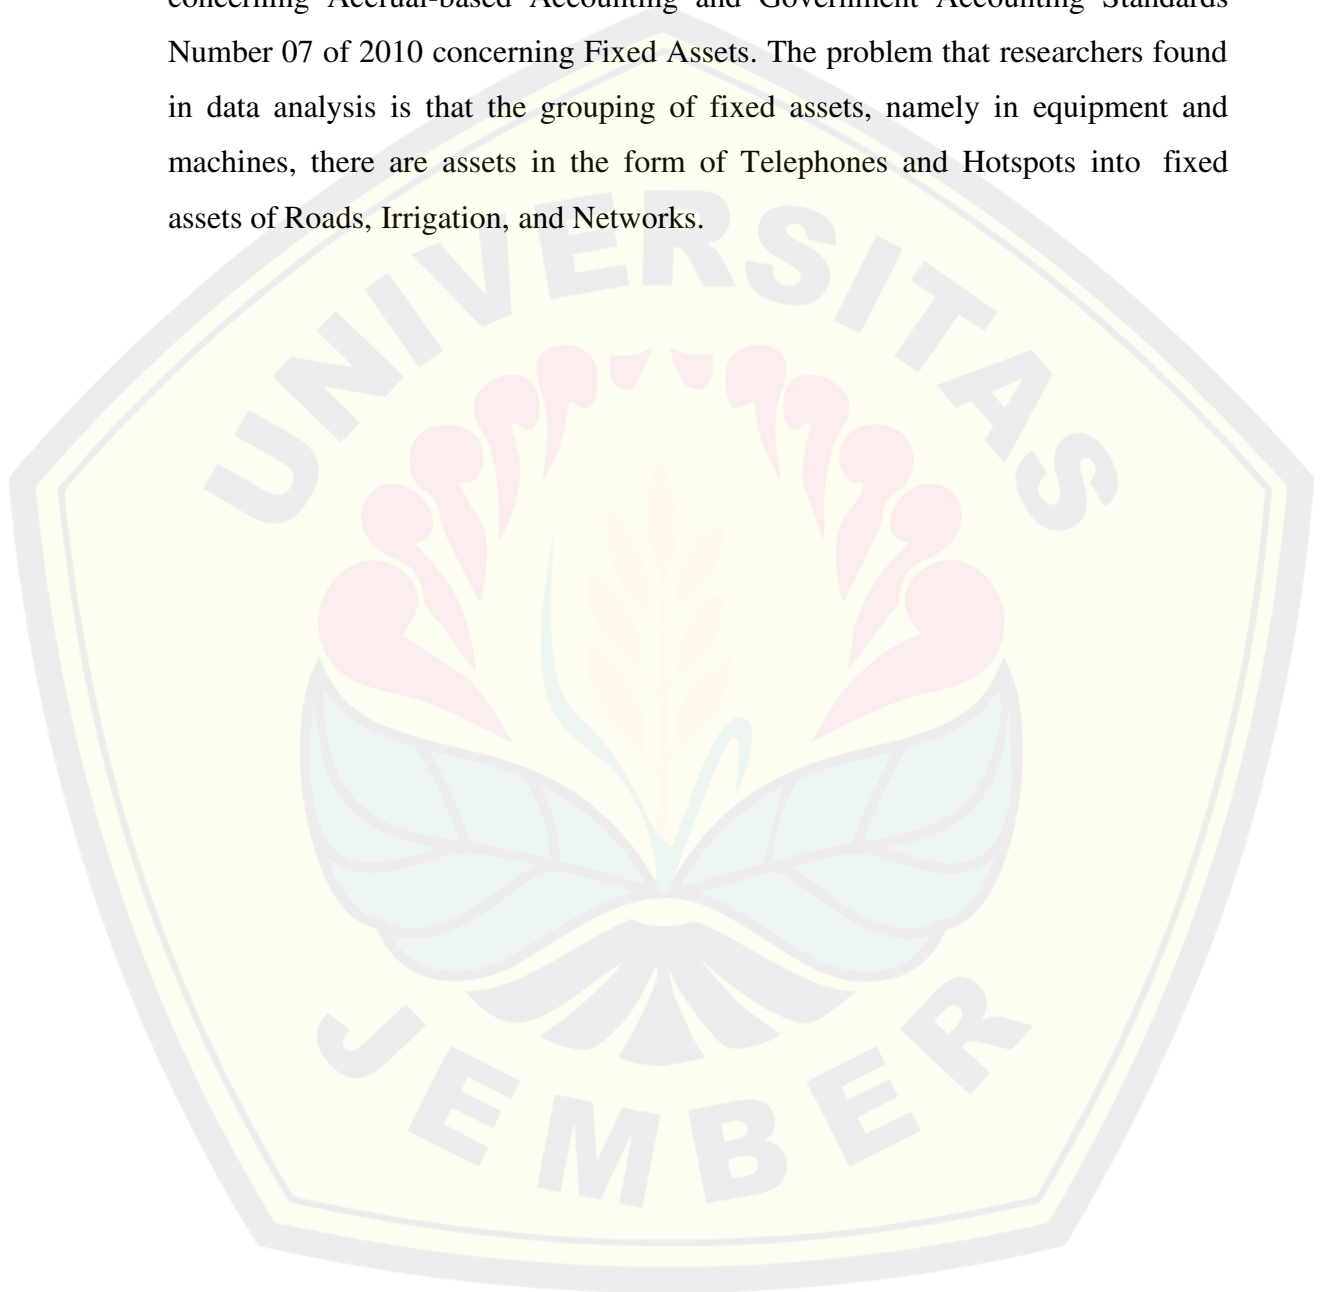 concerning Accrual-based Accounting and Government Accounting Standards
Number 07 of 2010 concerning Fixed Assets. The problem that researchers found
in data analysis is that the grouping of fixed assets, namely in equipment and
machines, there are assets in the form of Telephones and Hotspots into fixed
assets of Roads, Irrigation, and Networks.
UNIVERSITAS
JEMBER